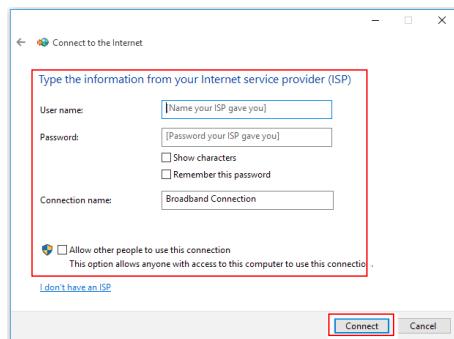 Connect to the Internet
Type the information from your Internet service provider (ISP)
User name: [Name your ISP gave you]
Password: [Password your ISP gave you]
Show characters
Remember this password
Connection name: Broadband Connection
Allow other people to use this connection
This option allows anyone with access to this computer to use this connectio .
I don't have an ISP
Connect Cancel